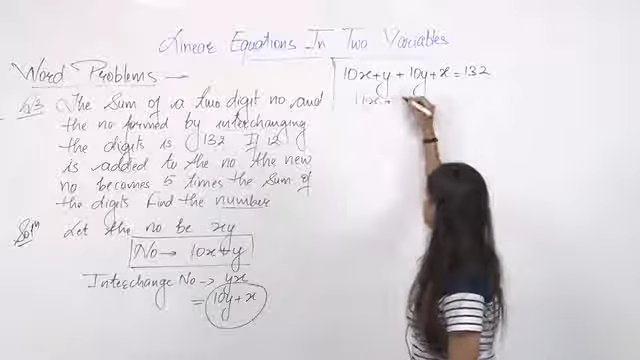 Linear Equations In Two Variables
Word Problems —
Q.3 The Sum of a two digit no and
the no formed by interchanging
the digits is 132 If 12
is added to the no the new
no becomes 5 times the sum of
the digits Find the number
Solⁿ Let the no be xy
No → 10x+y
Interchange No → yx
= 10y+x
10x+y + 10y+x = 132
11x +